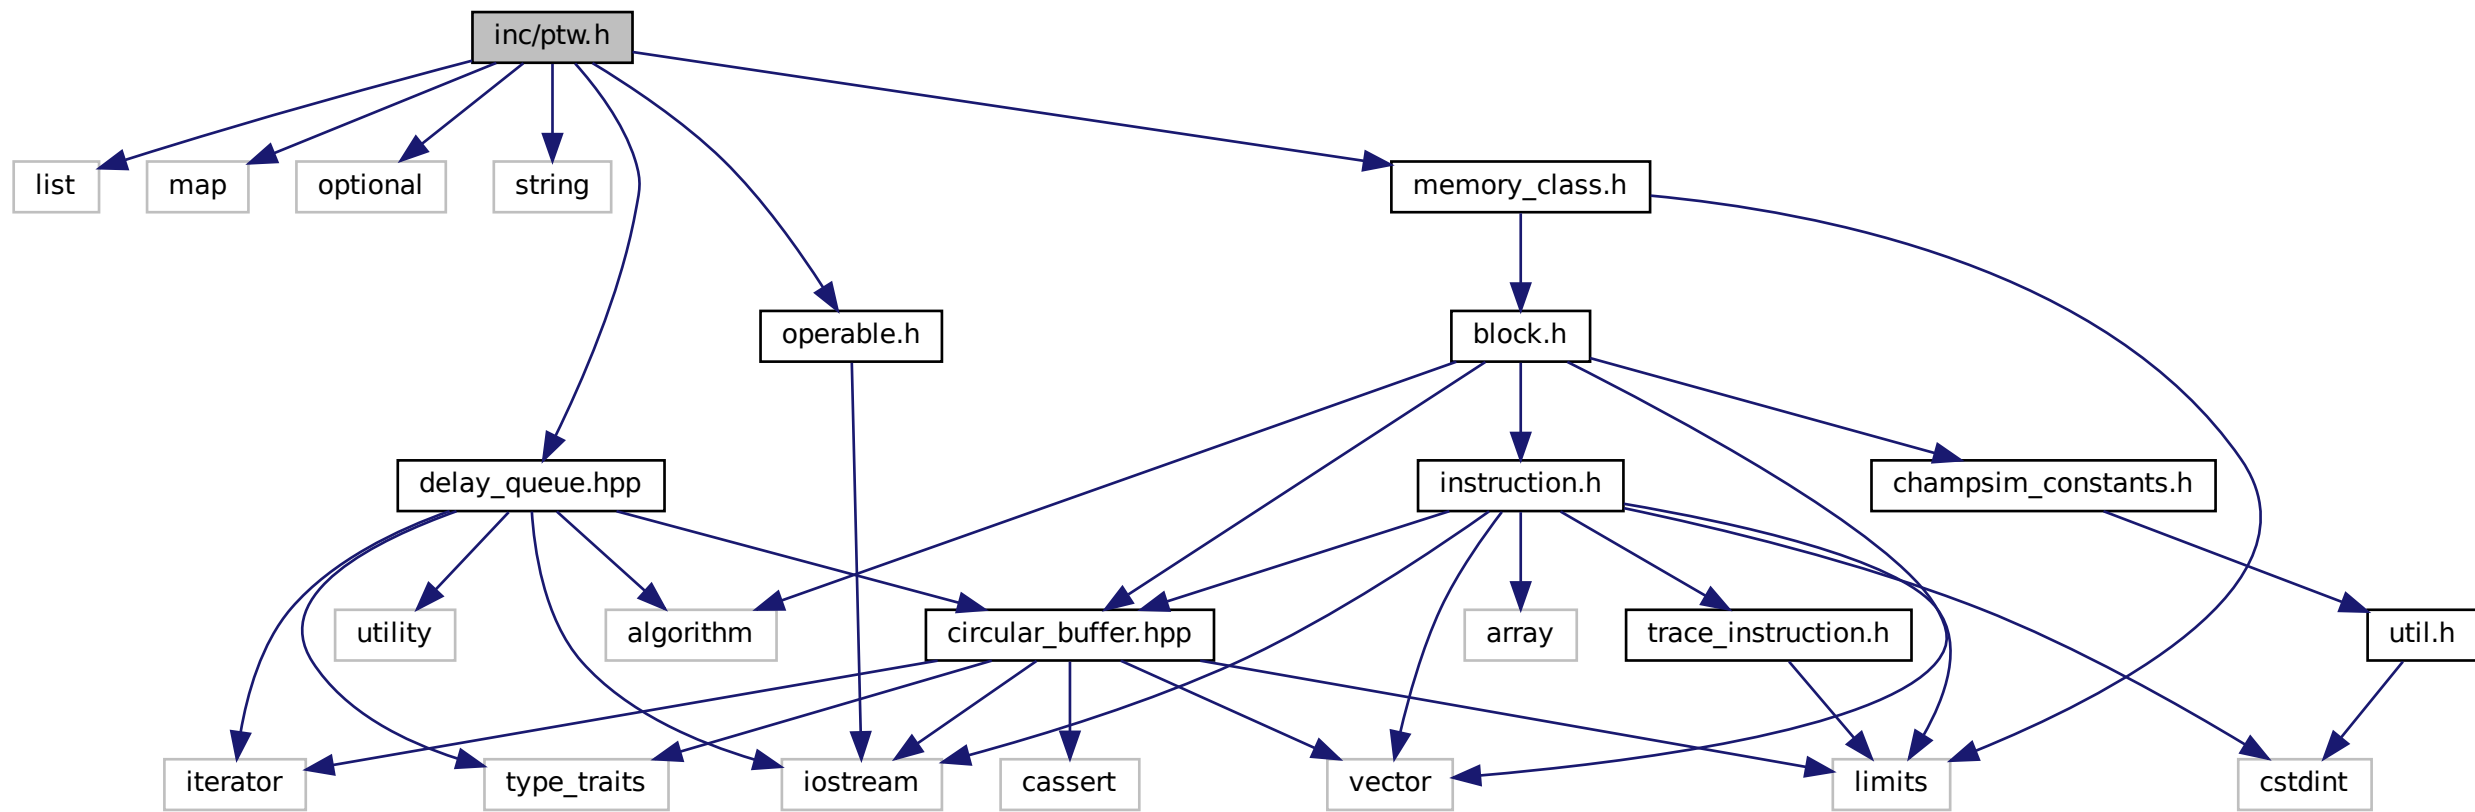 inc/ptw.h
list
map
optional
string
memory_class.h
operable.h
block.h
delay_queue.hpp
instruction.h
champsim_constants.h
utility
algorithm
circular_buffer.hpp
array
trace_instruction.h
util.h
iterator
type_traits
iostream
cassert
vector
limits
cstdint